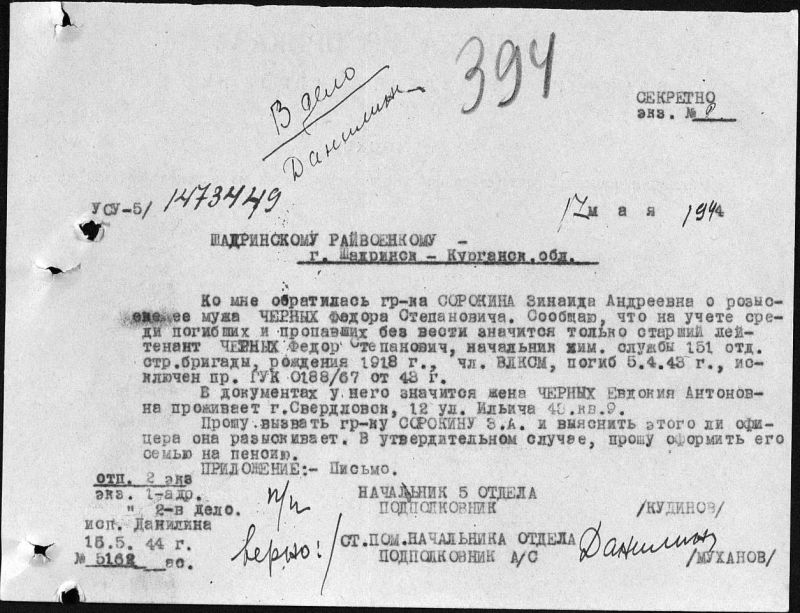 394
В дело
Данилин
СЕКРЕТНО
экз. №
УСУ-5/ 1473449
17 мая 1944
ШАДРИНСКОМУ РАЙВОЕНКОМУ -
г. Шадринск - Курганск.обл.
Ко мне обратилась гр-ка СОРОКИНА Зинаида Андреевна о розыс-
ке ее мужа ЧЕРНЫХ Федора Степановича. Сообщаю, что на учете сре-
ди погибших и пропавших без вести значится только старший лей-
тенант ЧЕРНЫХ Федор Степанович, начальник хим. службы 151 отд.
стр.бригады, рождения 1918 г., чл. ВЛКСМ, погиб 5.4.43 г., ис-
ключен пр. ГУК 0188/67 от 43 г.
В документах у него значится жена ЧЕРНЫХ Евдокия Антонов-
на проживает г.Свердловск, 12 ул. Ильича 43.кв.9.
Прошу вызвать гр-ку СОРОКИНУ З.А. и выяснить этого ли офи-
цера она разыскивает. В утвердительном случае, прошу оформить его
семью на пенсию.
ПРИЛОЖЕНИЕ:- Письмо.
отп. 2 экз
экз. 1-адр.
" 2-в дело.
исп. Данилина
15.5. 44 г.
№ 5162 ос.
п/п НАЧАЛЬНИК 5 ОТДЕЛА
ПОДПОЛКОВНИК /КУДИНОВ/
верно: СТ.ПОМ.НАЧАЛЬНИКА ОТДЕЛА
ПОДПОЛКОВНИК А/С Данилин /МУХАНОВ/